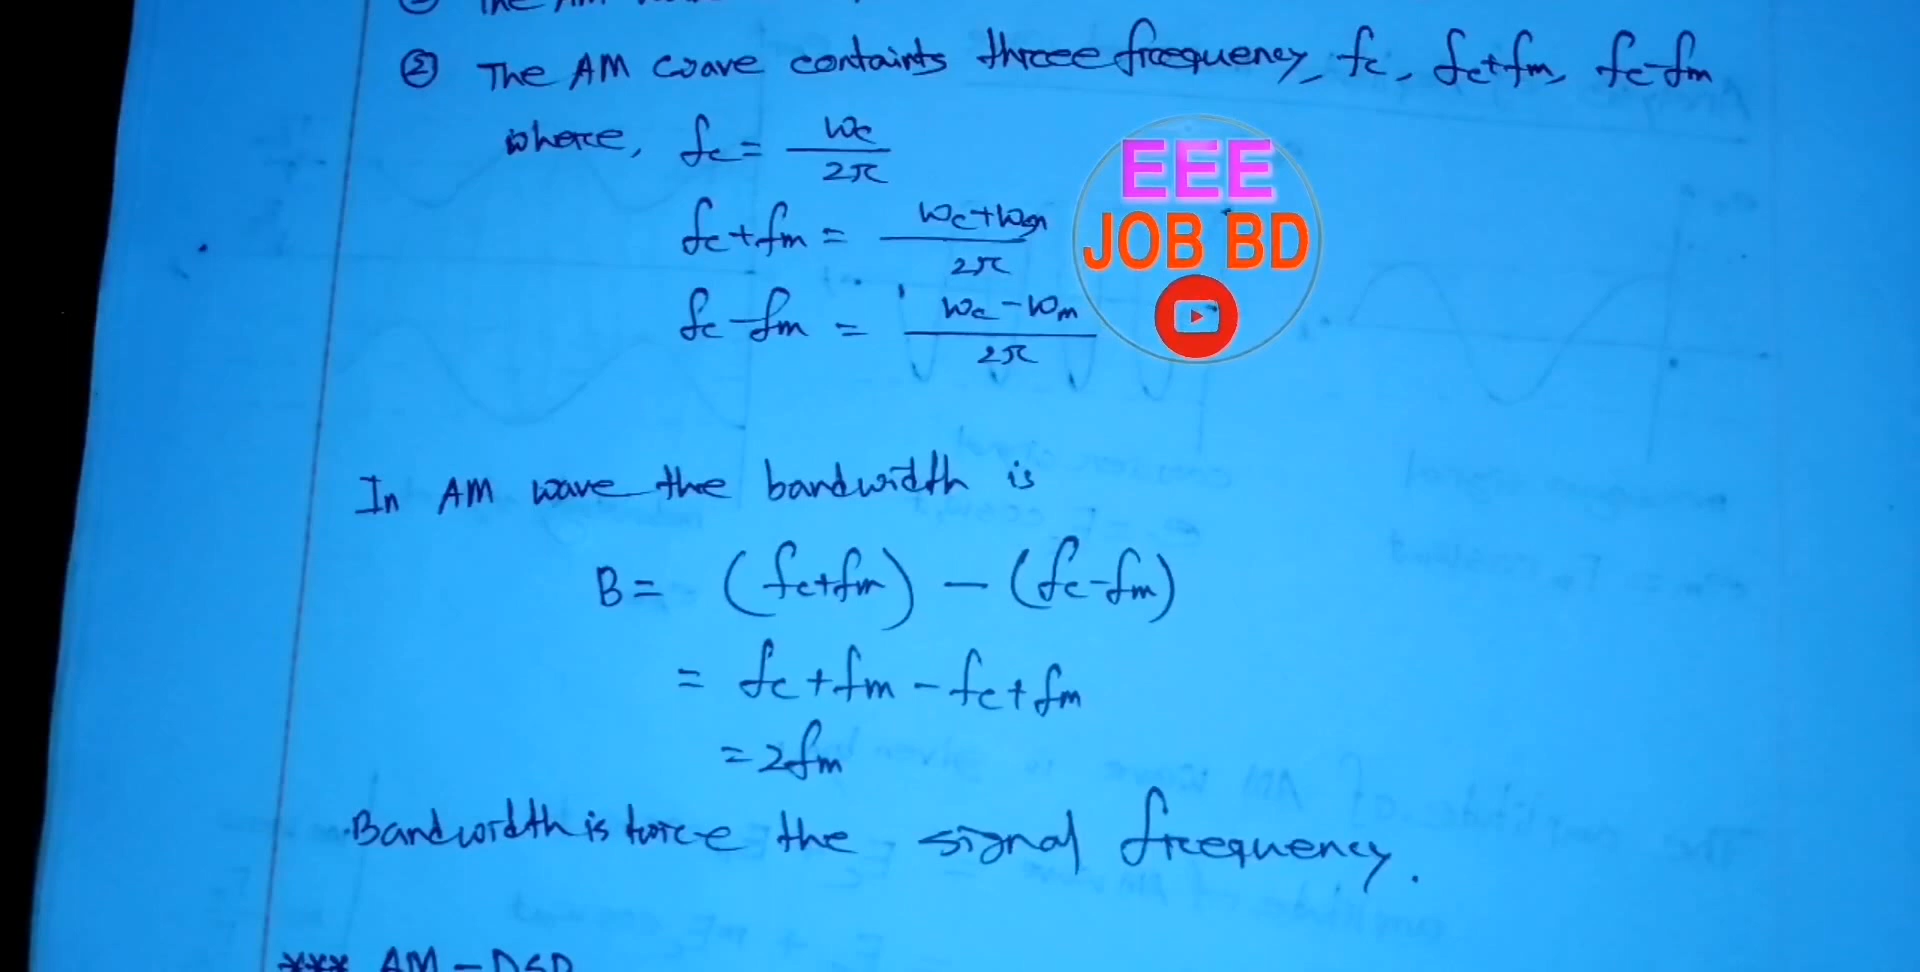 ② The AM wave containts threee frequency, fc, fc+fm, fc-fm
where, fc = wc / 2π
fc+fm = wc+wm / 2π
fc-fm = wc-wm / 2π
EEE
JOB BD
In AM wave the bandwidth is
B = (fc+fm) - (fc-fm)
= fc+fm-fc+fm
= 2fm
Bandwidth is twice the signal frequency.
*** AM - DSB